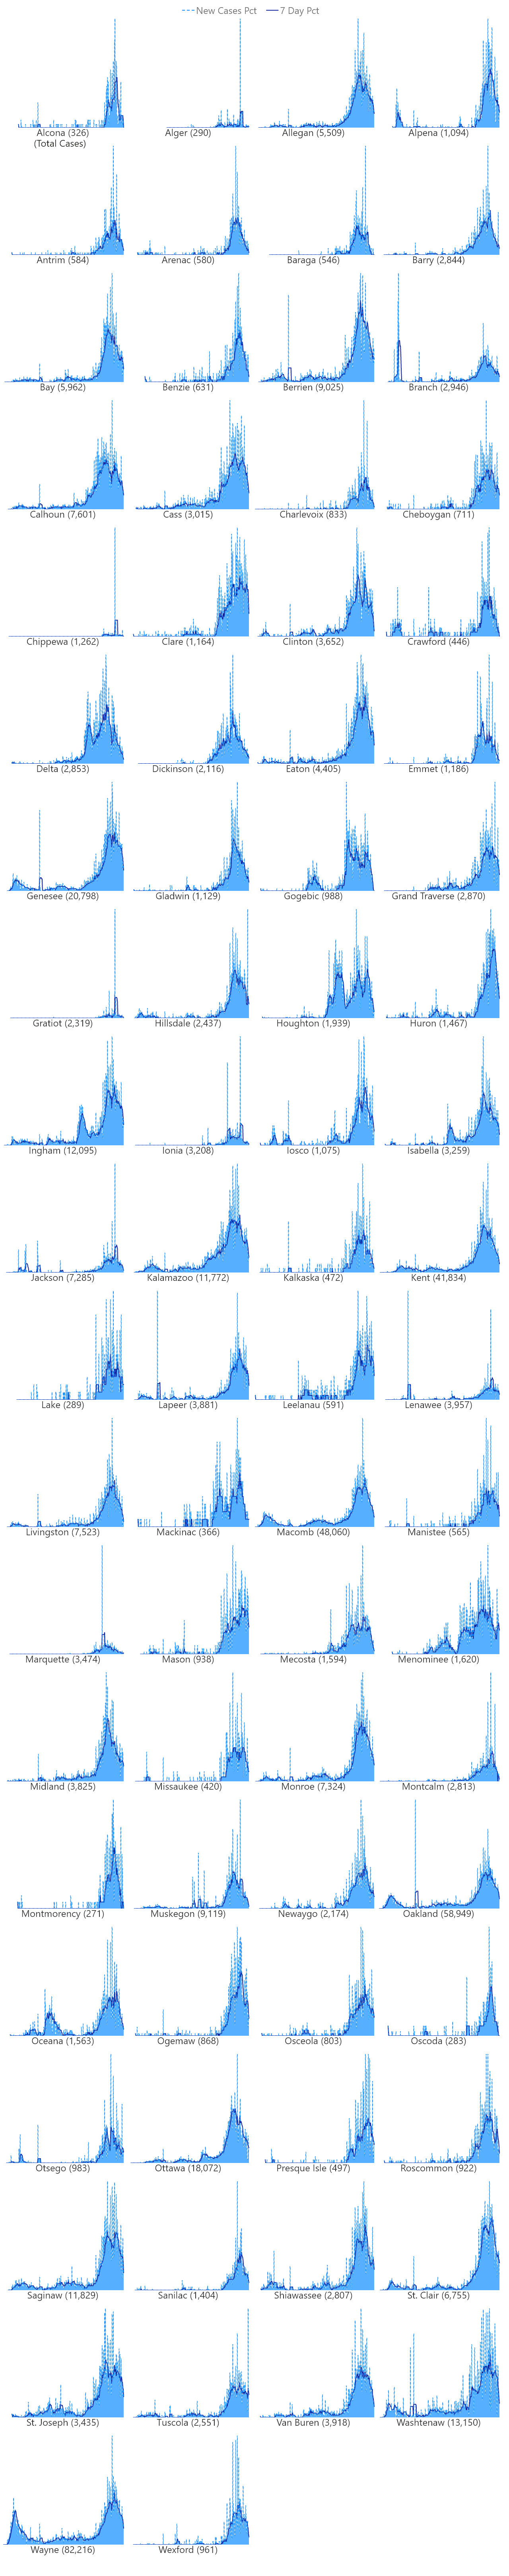 New Cases Pct 7 Day Pct
Alcona (326) Alger (290) Allegan (5,509) Alpena (1,094)
(Total Cases)
Antrim (584) Arenac (580) Baraga (546) Barry (2,844)
Bay (5,962) Benzie (631) Berrien (9,025) Branch (2,946)
Calhoun (7,601) Cass (3,015) Charlevoix (833) Cheboygan (711)
Chippewa (1,262) Clare (1,164) Clinton (3,652) Crawford (446)
Delta (2,853) Dickinson (2,116) Eaton (4,405) Emmet (1,186)
Genesee (20,798) Gladwin (1,129) Gogebic (988) Grand Traverse (2,870)
Gratiot (2,319) Hillsdale (2,437) Houghton (1,939) Huron (1,467)
Ingham (12,095) Ionia (3,208) Iosco (1,075) Isabella (3,259)
Jackson (7,285) Kalamazoo (11,772) Kalkaska (472) Kent (41,834)
Lake (289) Lapeer (3,881) Leelanau (591) Lenawee (3,957)
Livingston (7,523) Mackinac (366) Macomb (48,060) Manistee (565)
Marquette (3,474) Mason (938) Mecosta (1,594) Menominee (1,620)
Midland (3,825) Missaukee (420) Monroe (7,324) Montcalm (2,813)
Montmorency (271) Muskegon (9,119) Newaygo (2,174) Oakland (58,949)
Oceana (1,563) Ogemaw (868) Osceola (803) Oscoda (283)
Otsego (983) Ottawa (18,072) Presque Isle (497) Roscommon (922)
Saginaw (11,829) Sanilac (1,404) Shiawassee (2,807) St. Clair (6,755)
St. Joseph (3,435) Tuscola (2,551) Van Buren (3,918) Washtenaw (13,150)
Wayne (82,216) Wexford (961)